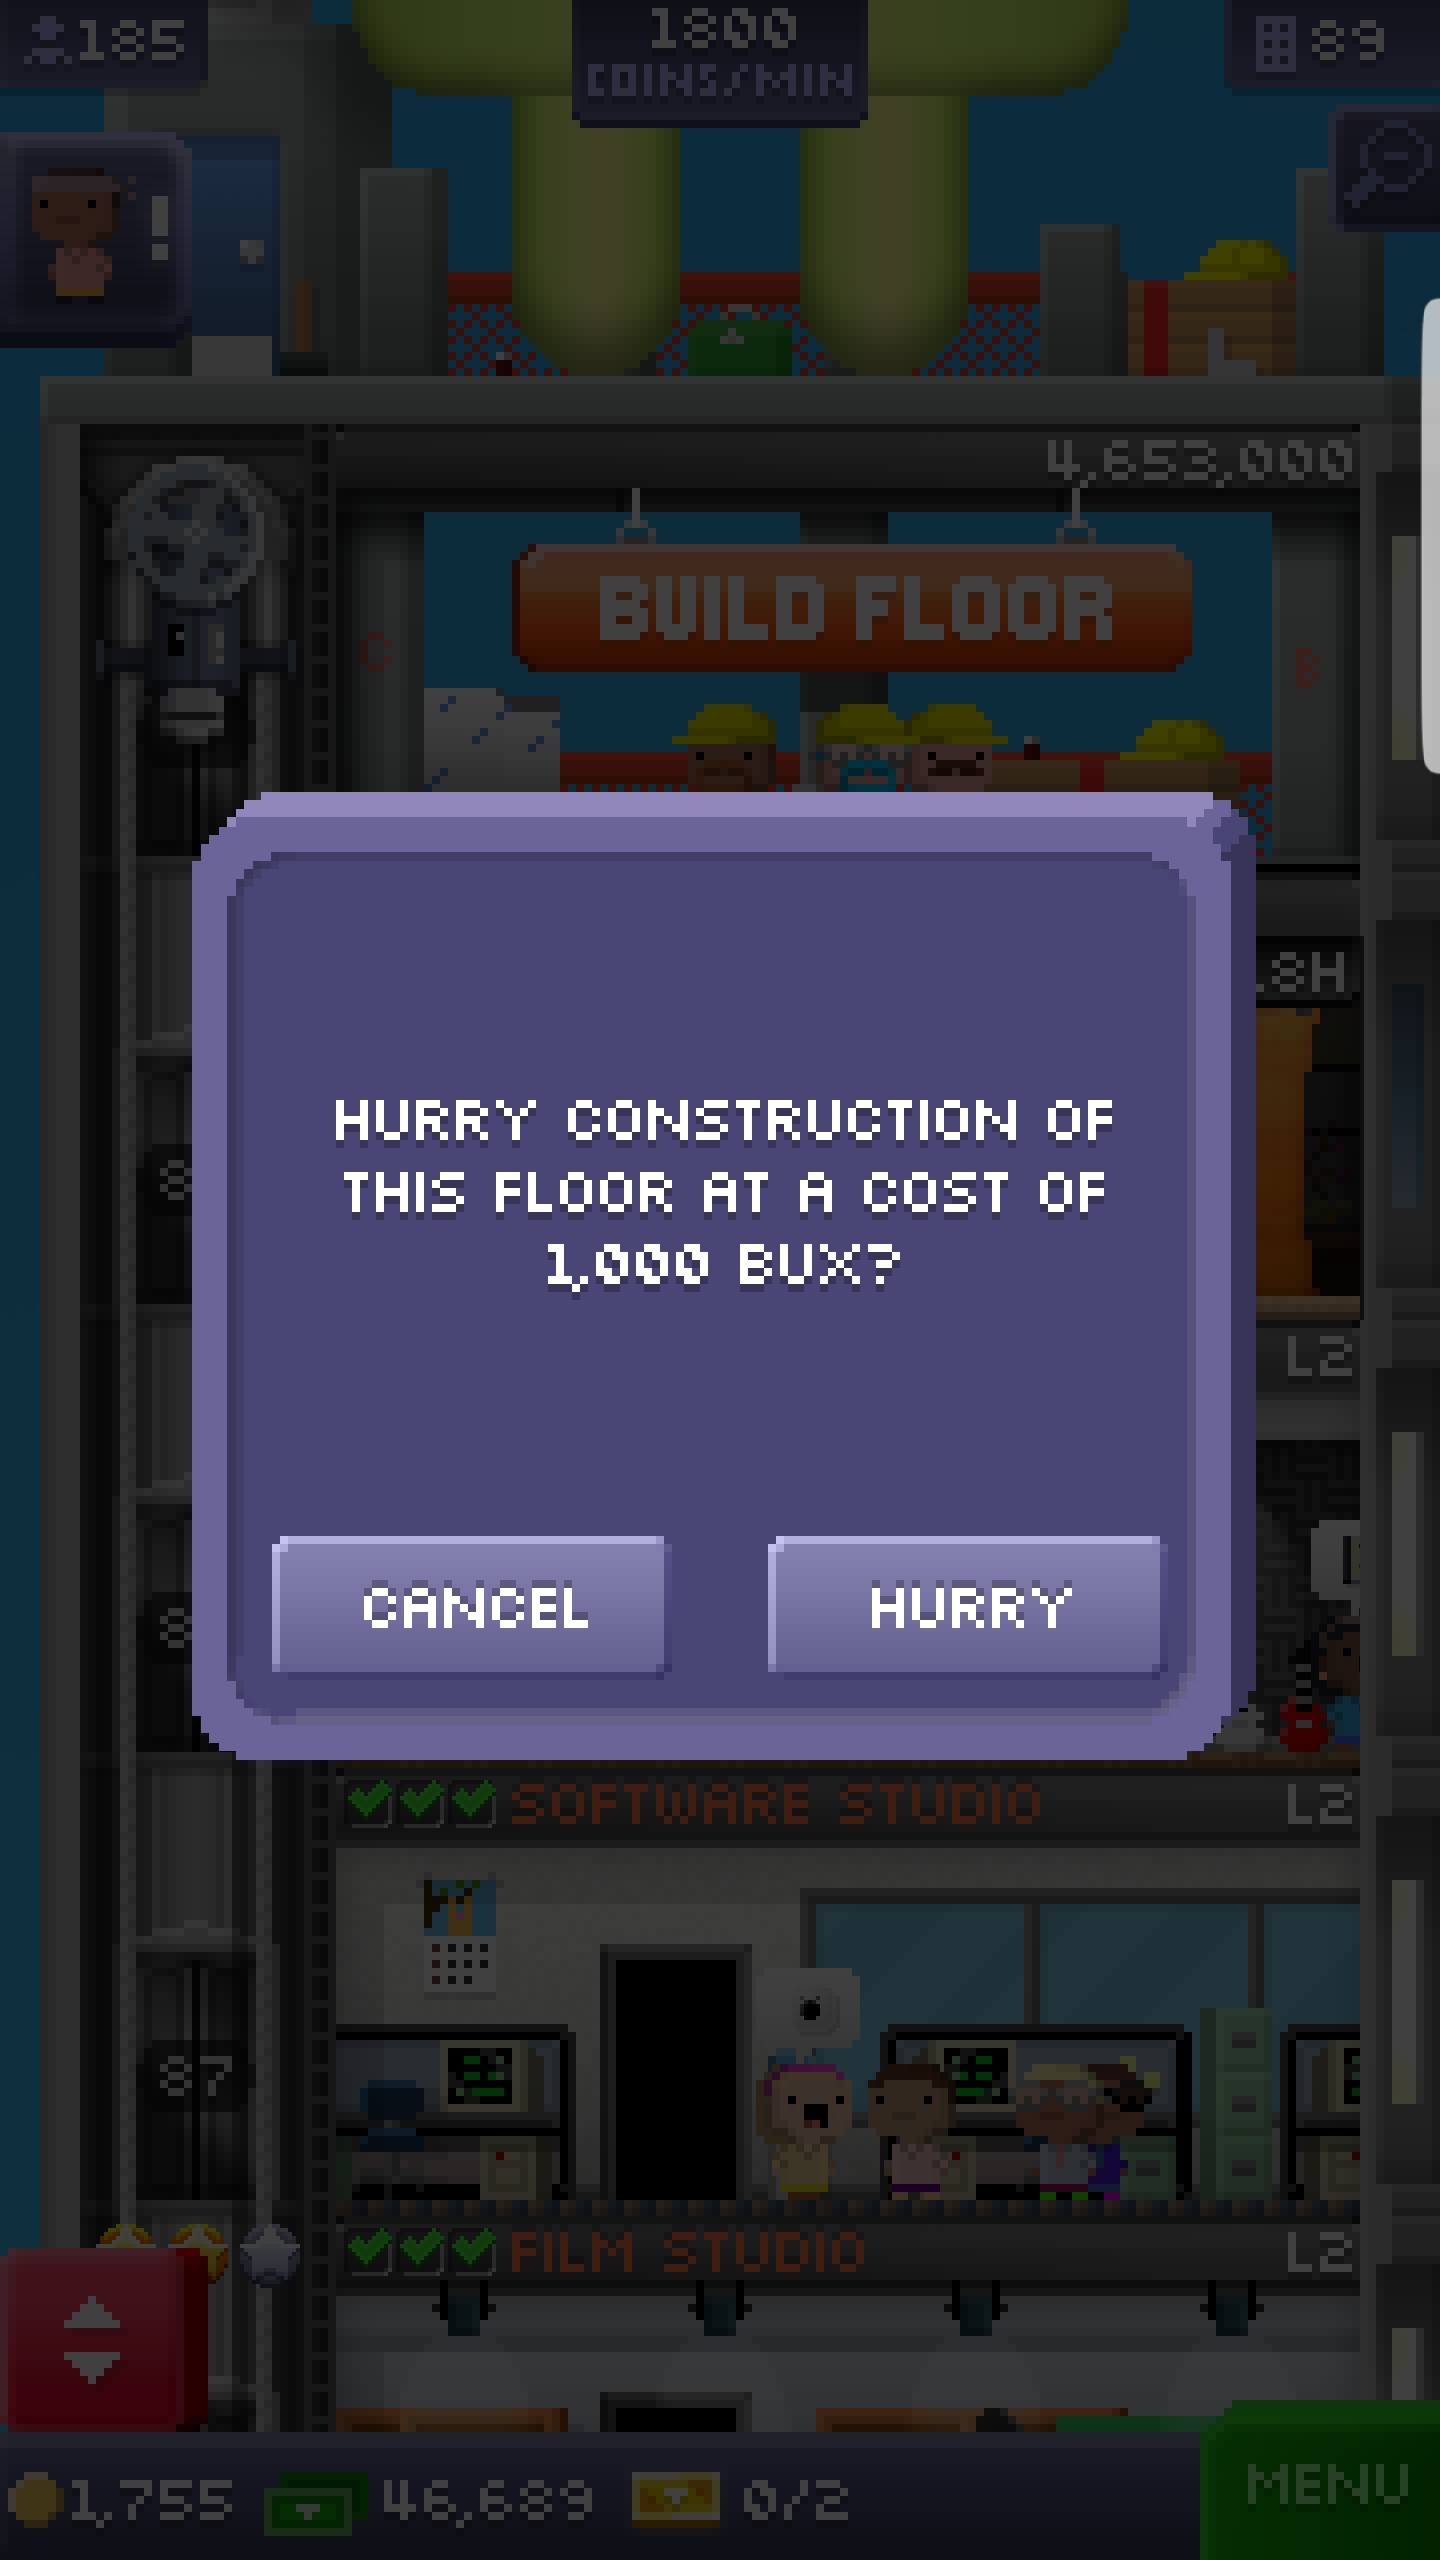 185
1800
COINS/MIN
89
!
4,653,000
BUILD FLOOR
C
B
HURRY CONSTRUCTION OF
THIS FLOOR AT A COST OF
1,000 BUX?
L2
CANCEL
HURRY
SOFTWARE STUDIO
L2
87
FILM STUDIO
L2
1,755
46,689
0/2
MENU